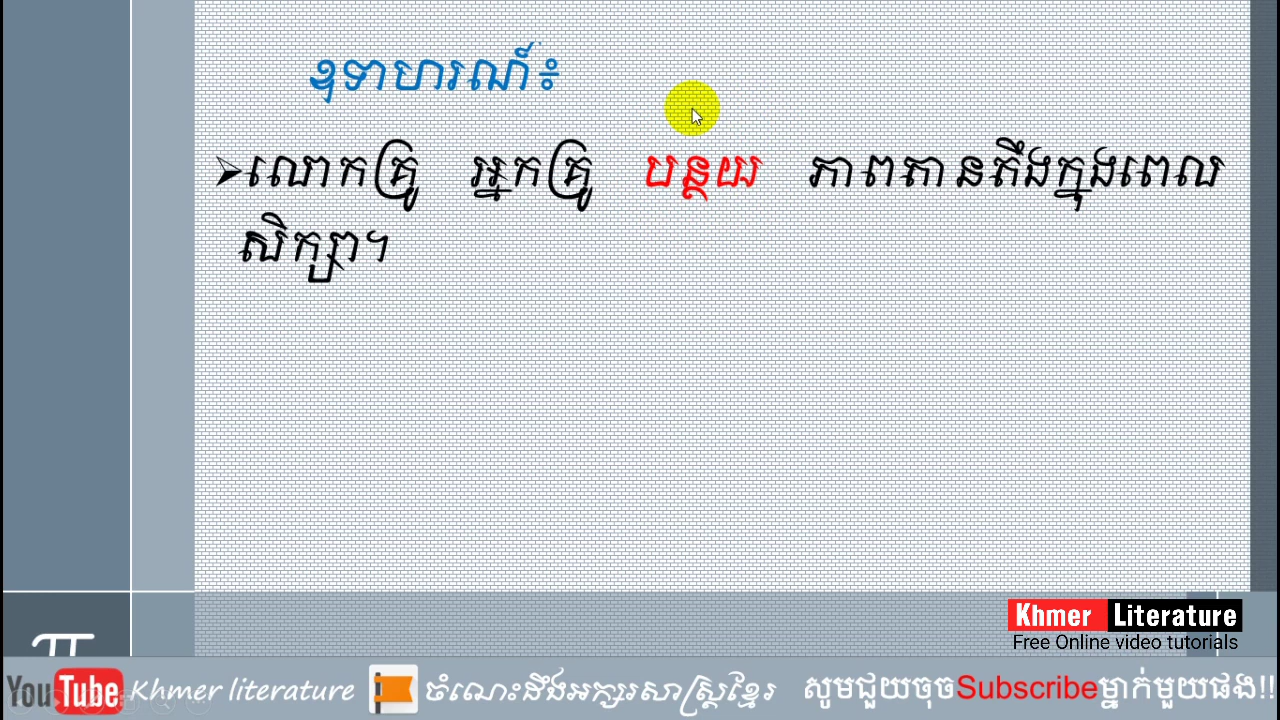 ឧទាហរណ៍៖
➢លោកគ្រូ អ្នកគ្រូ បន្ថយ ភាពតានតឹងក្នុងពេល
សិក្សា។
Khmer Literature
Free Online video tutorials
YouTube Khmer literature ចំណេះដឹងអក្សរសាស្ត្រខ្មែរ សូមជួយចុចSubscribeម្នាក់មួយផង!!